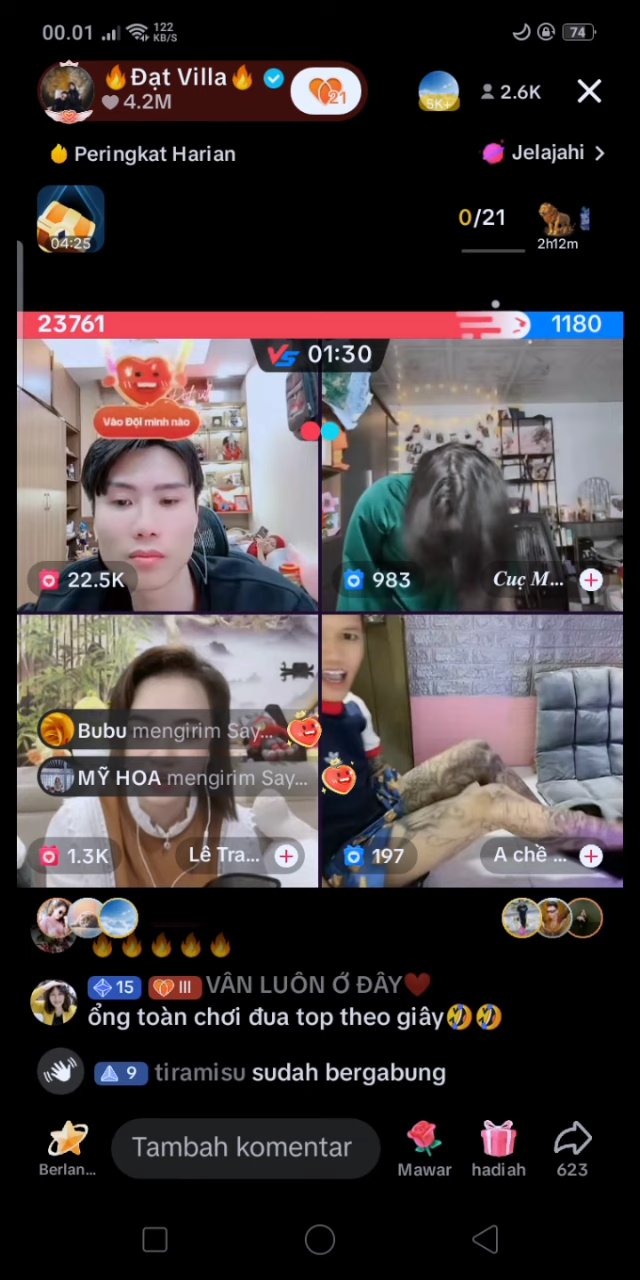 00.01 122 KB/S 74
🔥Đạt Villa🔥
4.2M
21
5K+
2.6K
Peringkat Harian
Jelajahi
04:25
0/21
2h12m
23761 1180
VS 01:30
Vào Đội mình nào
22.5K
983 Cuc M...
Bubu mengirim Say...
MỸ HOA mengirim Say...
1.3K Lê Tra...
197 A chề ...
🔥🔥🔥🔥🔥
15 III VÂN LUÔN Ở ĐÂY❤️
ổng toàn chơi đua top theo giây🤣🤣
9 tiramisu sudah bergabung
Berlan...
Tambah komentar
Mawar
hadiah
623